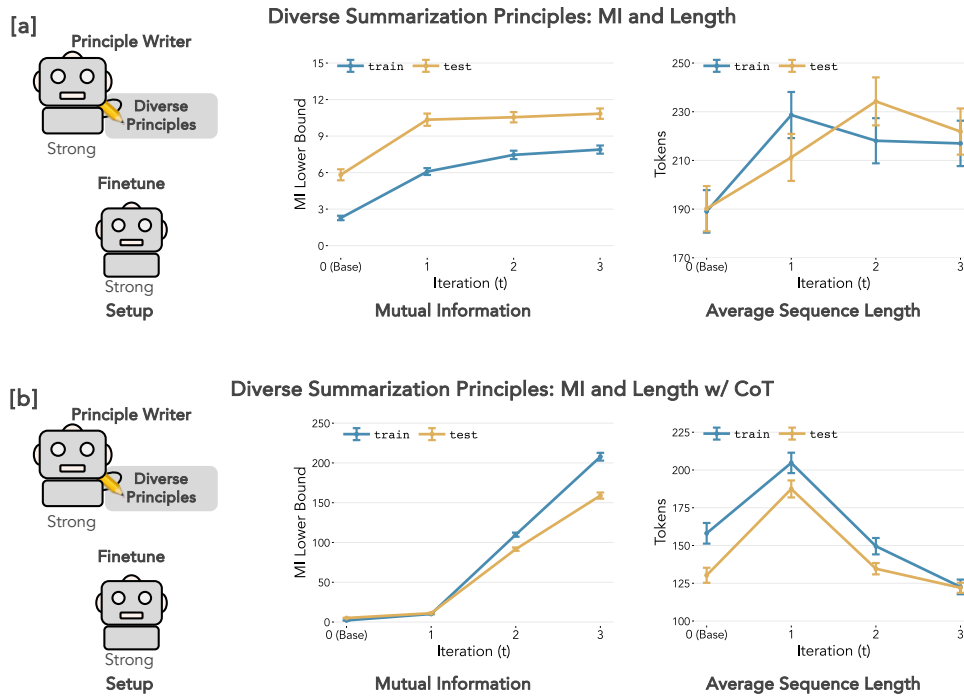 Diverse Summarization Principles: MI and Length
[a]
Principle Writer
Diverse
Principles
Strong
Finetune
Strong
Setup
train test
15
12
9
6
3
0
MI Lower Bound
0 (Base) 1 2 3
Iteration (t)
Mutual Information
train test
250
230
210
190
170
Tokens
0 (Base) 1 2 3
Iteration (t)
Average Sequence Length
Diverse Summarization Principles: MI and Length w/ CoT
[b]
Principle Writer
Diverse
Principles
Strong
Finetune
Strong
Setup
train test
250
200
150
100
50
0
MI Lower Bound
0 (Base) 1 2 3
Iteration (t)
Mutual Information
train test
225
200
175
150
125
100
Tokens
0 (Base) 1 2 3
Iteration (t)
Average Sequence Length